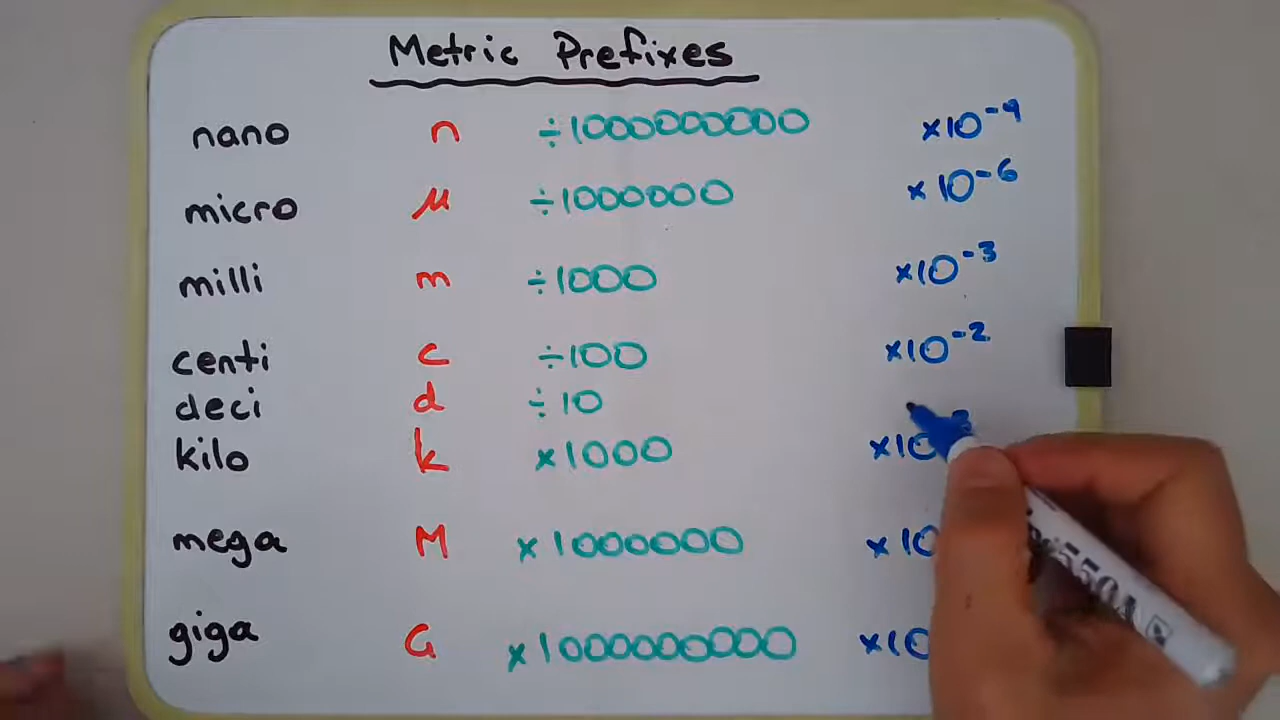 Metric Prefixes
nano n ÷1000000000 ×10⁻⁹
micro μ ÷1000000 ×10⁻⁶
milli m ÷1000 ×10⁻³
centi c ÷100 ×10⁻²
deci d ÷10
kilo k ×1000 ×10³
mega M ×1000000 ×10
giga G ×1000000000 ×10